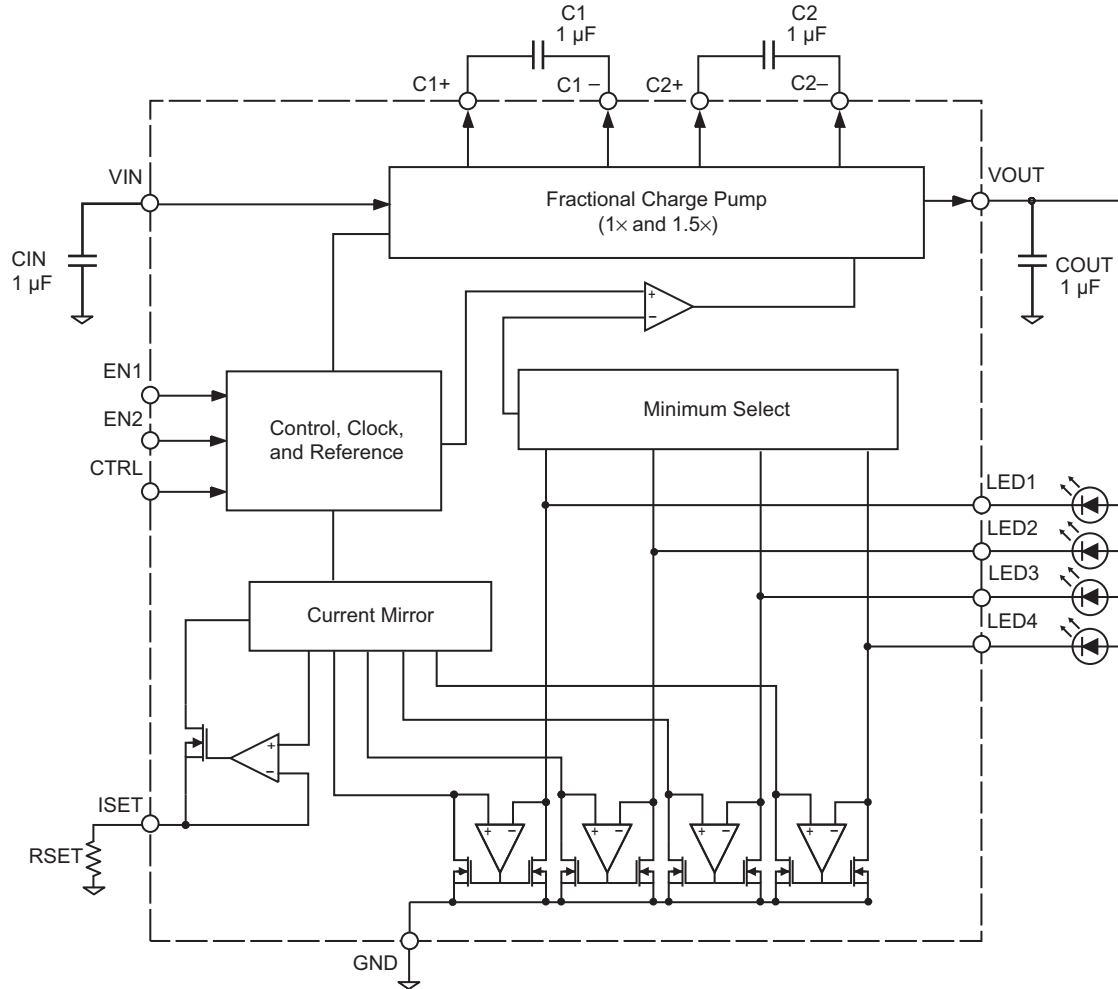 C1
1 µF
C2
1 µF
C1+
C1 –
C2+
C2–
VIN
VOUT
Fractional Charge Pump
(1× and 1.5×)
CIN
1 µF
COUT
1 µF
+
–
EN1
EN2
CTRL
Control, Clock,
and Reference
Minimum Select
LED1
LED2
LED3
LED4
Current Mirror
+
–
ISET
RSET
+ –
+ –
+ –
+ –
GND